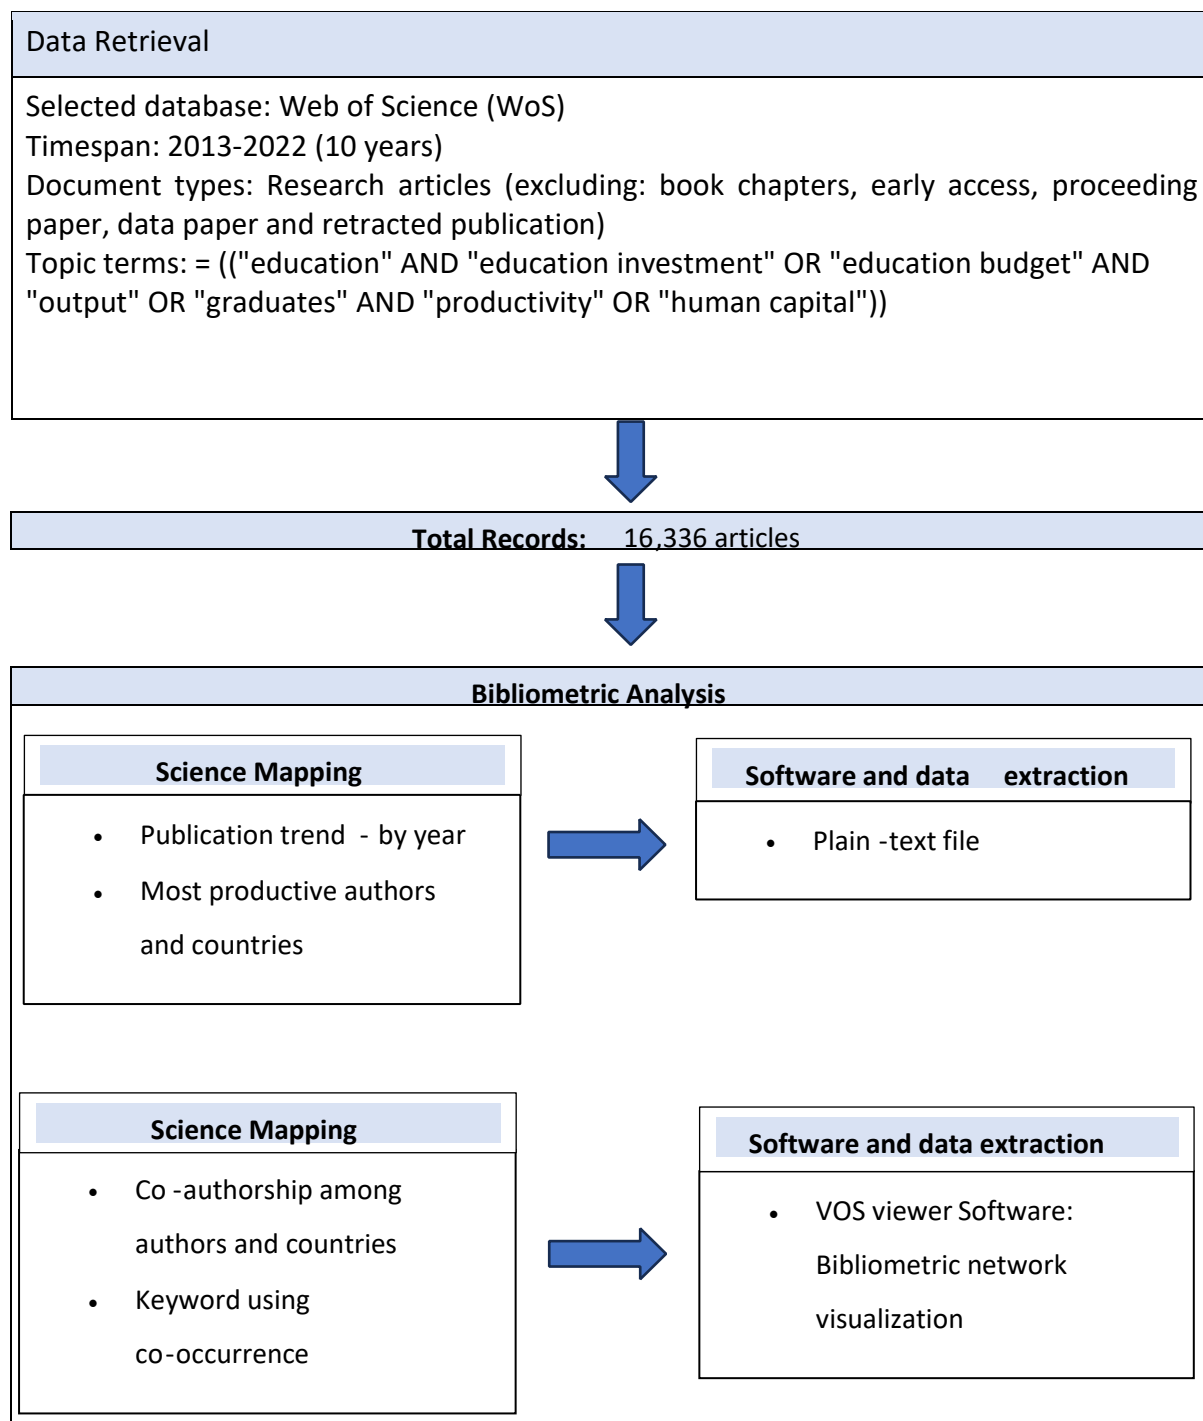 Data Retrieval
Selected database: Web of Science (WoS)
Timespan: 2013-2022 (10 years)
Document types: Research articles (excluding: book chapters, early access, proceeding
paper, data paper and retracted publication)
Topic terms: = (("education" AND "education investment" OR "education budget" AND
"output" OR "graduates" AND "productivity" OR "human capital"))
Total Records: 16,336 articles
Bibliometric Analysis
Science Mapping
• Publication trend - by year
• Most productive authors
and countries
Software and data extraction
• Plain -text file
Science Mapping
• Co -authorship among
authors and countries
• Keyword using
co-occurrence
Software and data extraction
• VOS viewer Software:
Bibliometric network
visualization